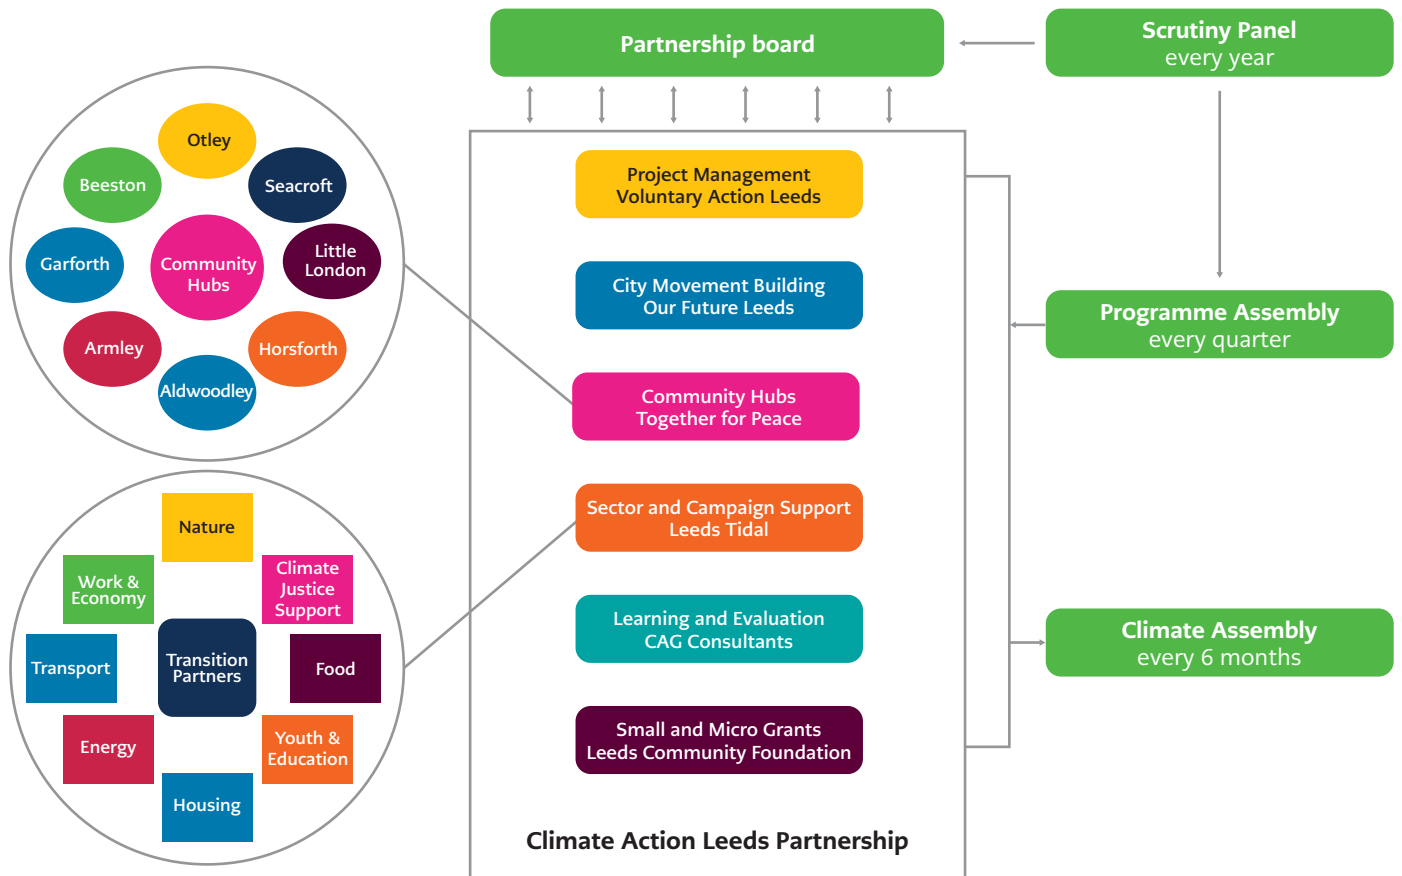 Partnership board
Scrutiny Panel
every year
Otley
Beeston
Seacroft
Garforth
Community
Hubs
Little
London
Armley
Horsforth
Aldwoodley
Nature
Work &
Economy
Climate
Justice
Support
Transport
Transition
Partners
Food
Energy
Youth &
Education
Housing
Project Management
Voluntary Action Leeds
City Movement Building
Our Future Leeds
Community Hubs
Together for Peace
Sector and Campaign Support
Leeds Tidal
Learning and Evaluation
CAG Consultants
Small and Micro Grants
Leeds Community Foundation
Climate Action Leeds Partnership
Programme Assembly
every quarter
Climate Assembly
every 6 months